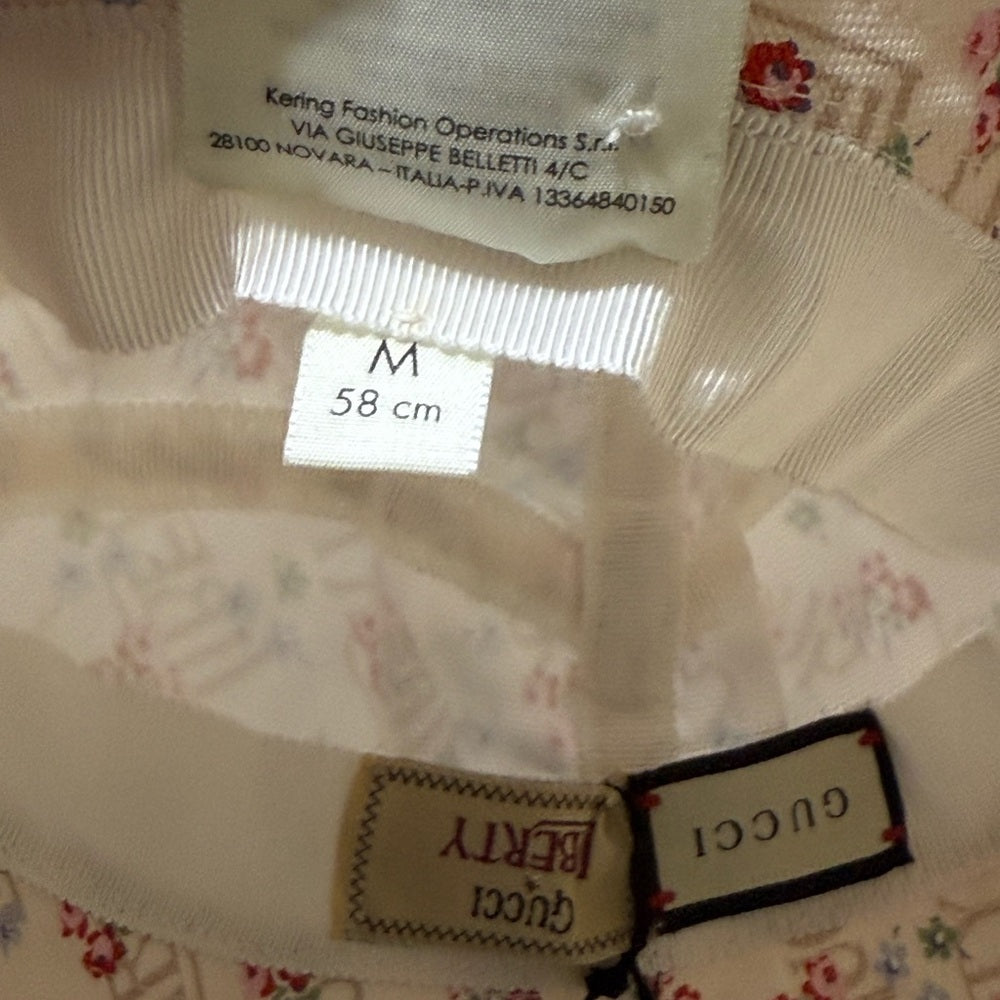 Kering Fashion Operations S.r.l.
VIA GIUSEPPE BELLETTI 4/C
28100 NOVARA – ITALIA-P.IVA 13364840150
M
58 cm
GUCCI
LIBERTY
GUCCI